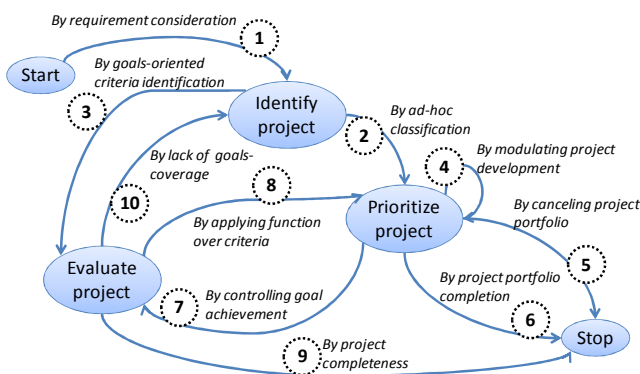 By requirement consideration
1
Start
By goals-oriented
criteria identification
3
Identify
project
2
By ad-hoc
classification
4
By modulating project
development
By lack of goals-
coverage
10
8
Prioritize
project
By canceling project
portfolio
By applying function
over criteria
Evaluate
project
7
By controlling goal
achievement
By project portfolio
completion
5
6
Stop
9
By project
completeness